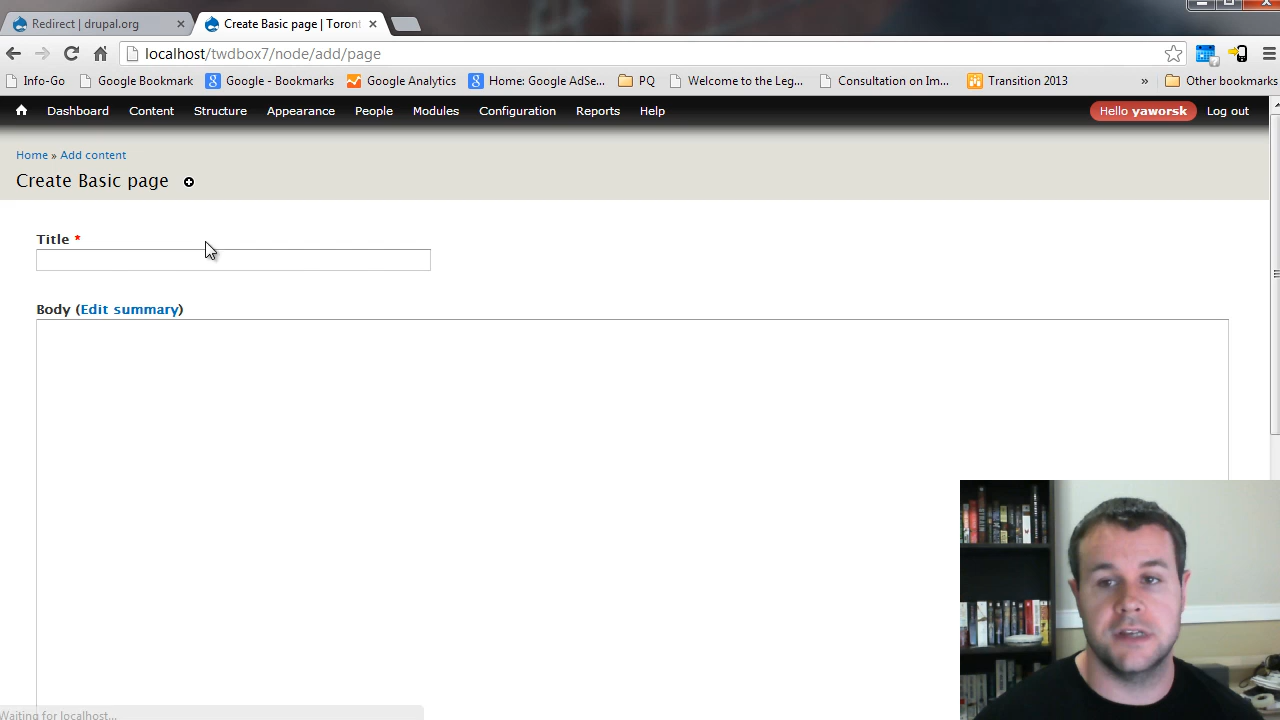 Redirect | drupal.org
Create Basic page | Toront
localhost/twdbox7/node/add/page
Info-Go Google Bookmark Google - Bookmarks Google Analytics Home: Google AdSe... PQ Welcome to the Leg... Consultation on Im... Transition 2013 » Other bookmarks
Dashboard Content Structure Appearance People Modules Configuration Reports Help Hello yaworsk Log out
Home » Add content
Create Basic page
Title *
Body (Edit summary)
Waiting for localhost...